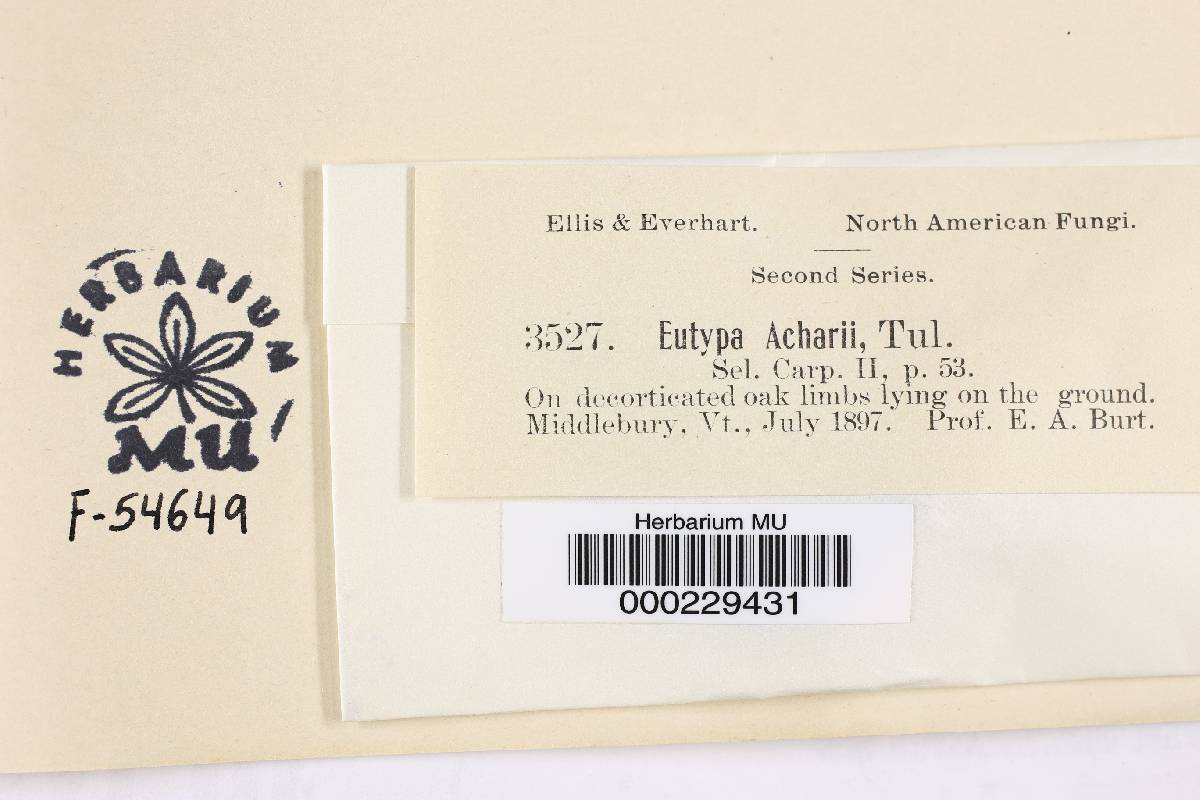 HERBARIUM
MU
F-54649
Ellis & Everhart. North American Fungi.
Second Series.
3527. Eutypa Acharii, Tul.
Sel. Carp. II, p. 53.
On decorticated oak limbs lying on the ground.
Middlebury, Vt., July 1897. Prof. E. A. Burt.
Herbarium MU
000229431